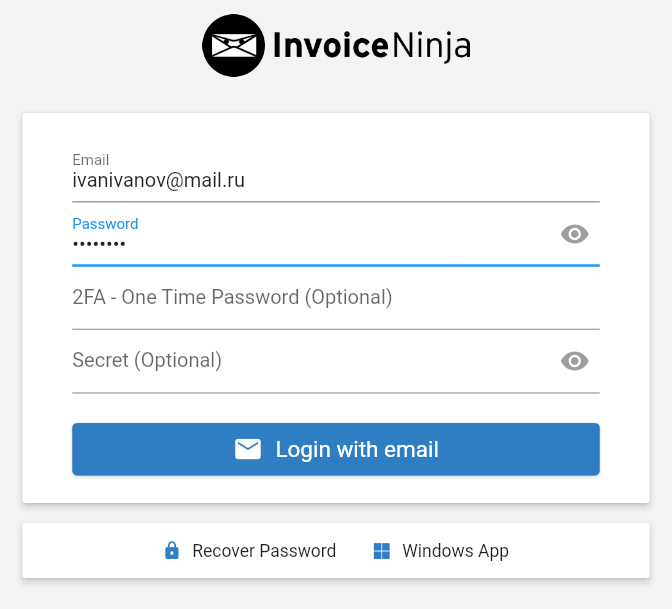 InvoiceNinja
Email
ivanivanov@mail.ru
Password
••••••••
2FA - One Time Password (Optional)
Secret (Optional)
Login with email
Recover Password Windows App